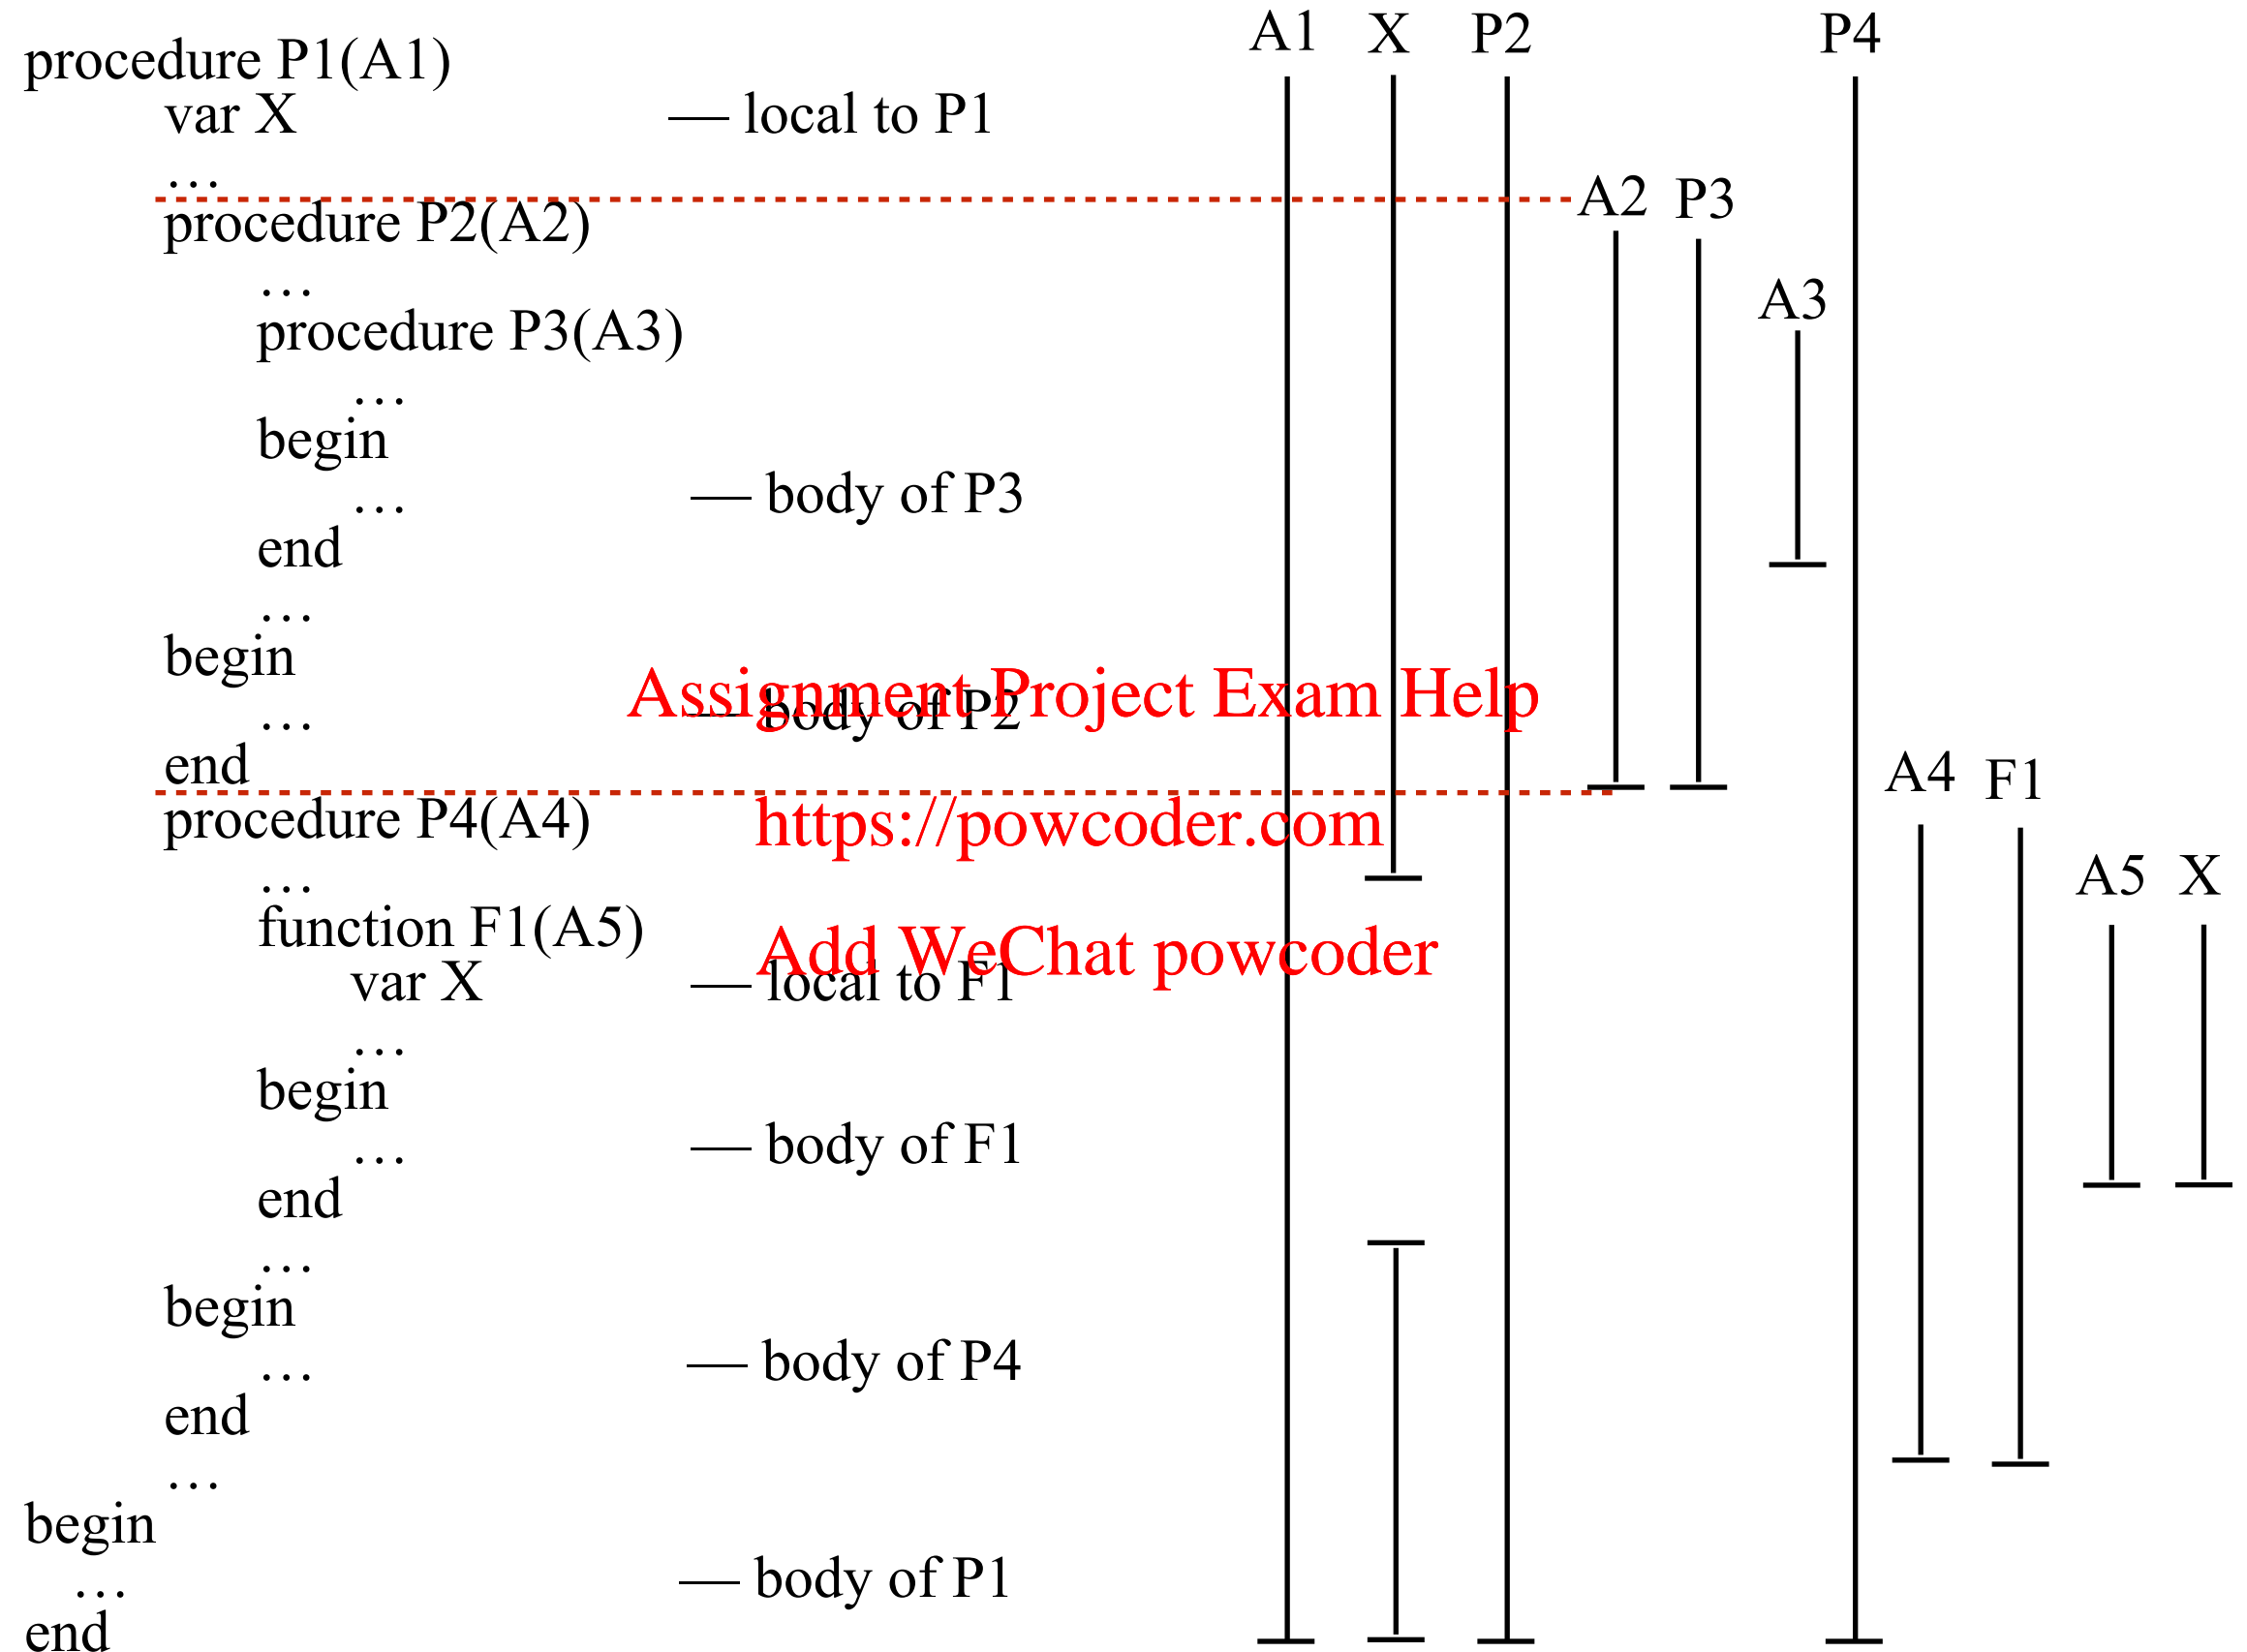 A1 X P2 P4
procedure P1(A1)
var X — local to P1
...
A2 P3
procedure P2(A2)
...
A3
procedure P3(A3)
...
begin
... — body of P3
end
...
begin
Assignment Project Exam Help
... — body of P2
end
A4 F1
procedure P4(A4)
https://powcoder.com
...
A5 X
function F1(A5)
Add WeChat powcoder
var X — local to F1
...
begin
... — body of F1
end
...
begin
... — body of P4
end
...
begin
... — body of P1
end